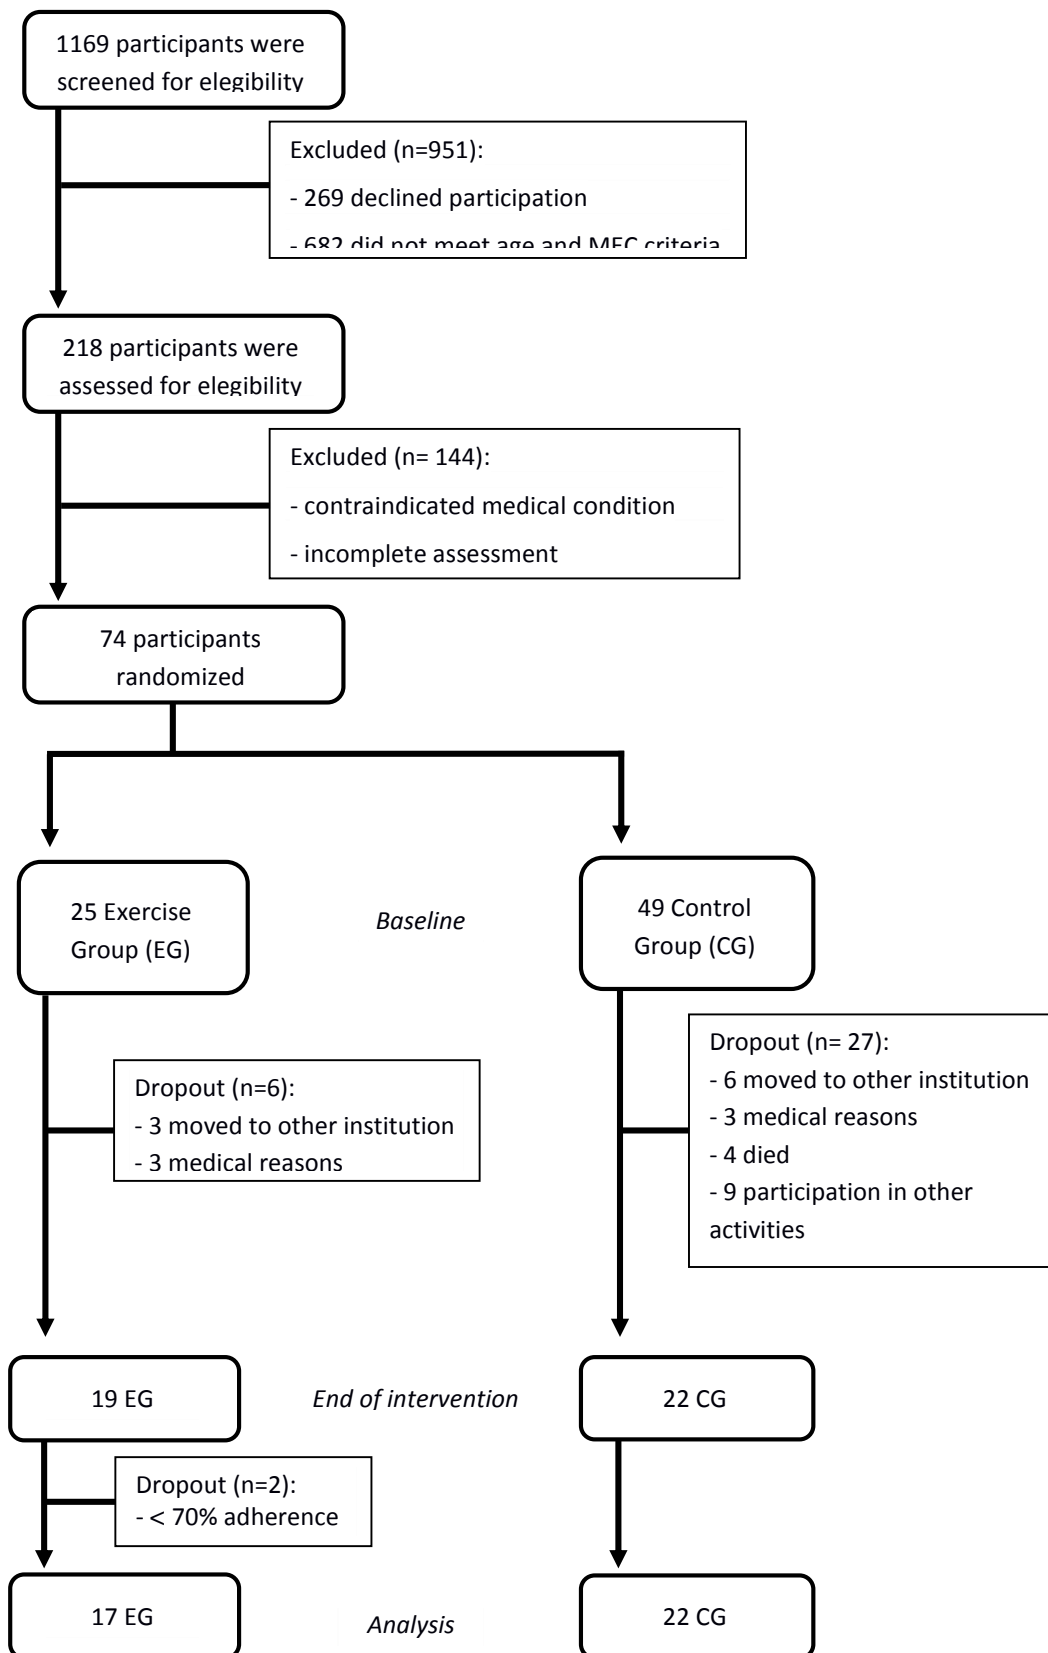 1169 participants were
screened for elegibility
Excluded (n=951):
- 269 declined participation
- 682 did not meet age and MEC criteria
218 participants were
assessed for elegibility
Excluded (n= 144):
- contraindicated medical condition
- incomplete assessment
74 participants
randomized
25 Exercise
Group (EG)
Baseline
49 Control
Group (CG)
Dropout (n=6):
- 3 moved to other institution
- 3 medical reasons
Dropout (n= 27):
- 6 moved to other institution
- 3 medical reasons
- 4 died
- 9 participation in other
activities
19 EG
End of intervention
22 CG
Dropout (n=2):
- < 70% adherence
17 EG
Analysis
22 CG